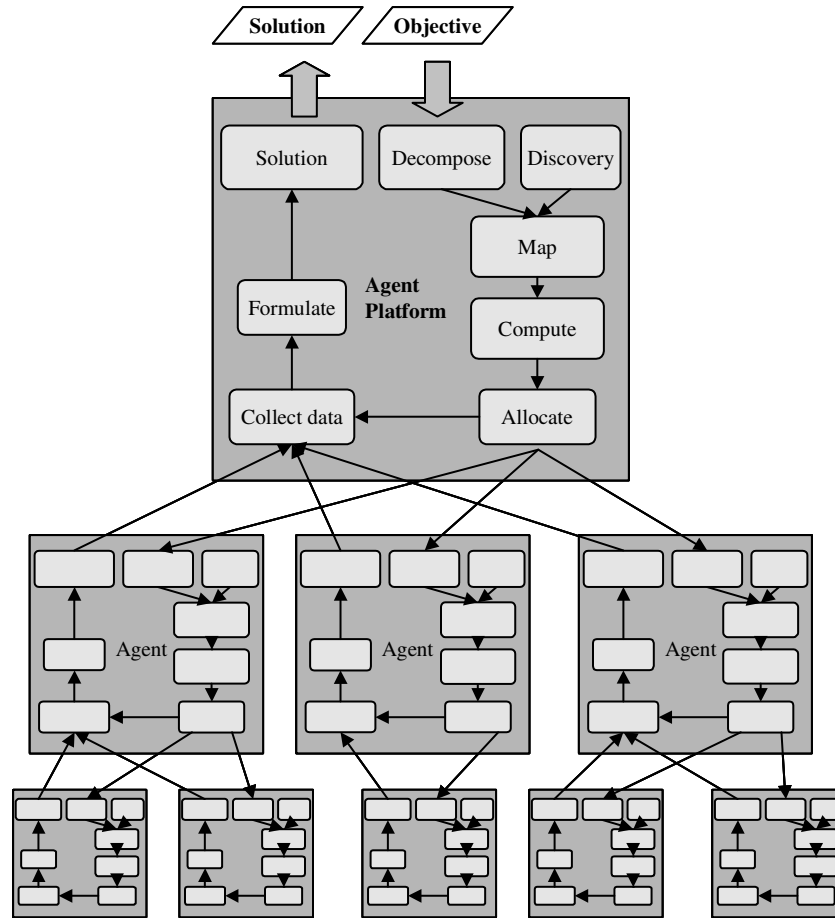 Solution
Objective
Solution
Decompose
Discovery
Map
Agent
Platform
Formulate
Compute
Collect data
Allocate
Agent
Agent
Agent